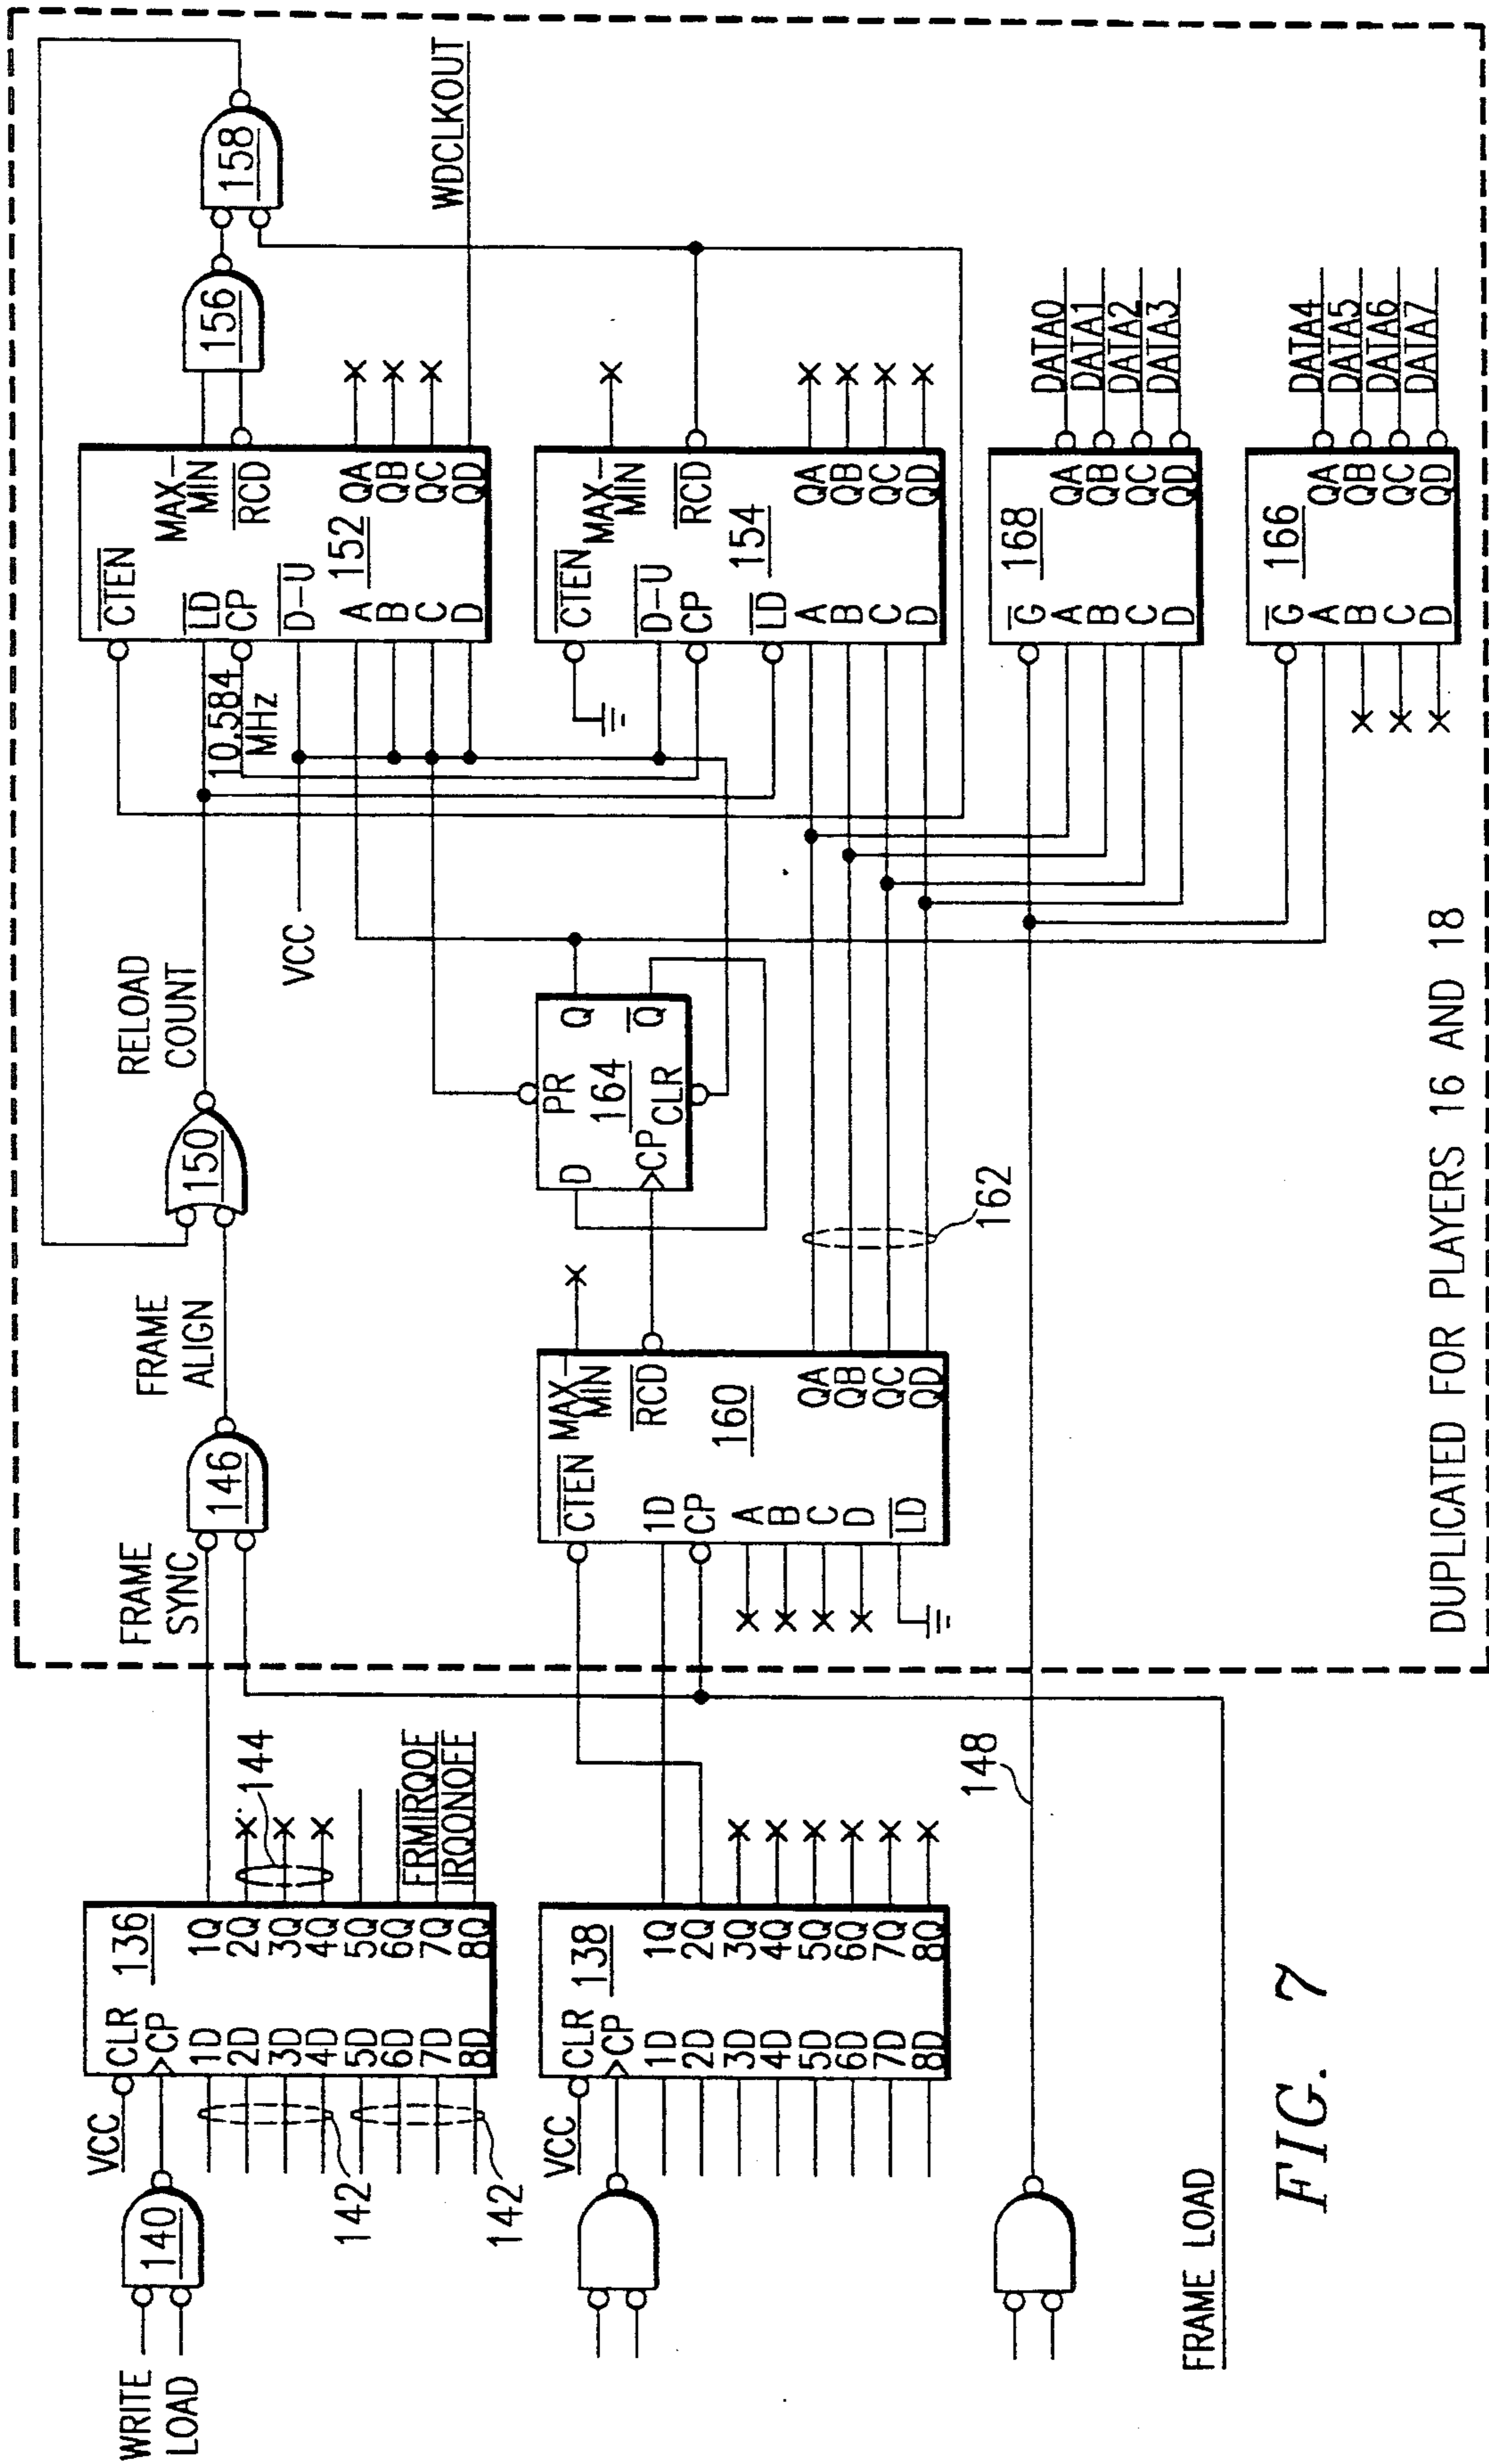 WRITE
LOAD
140
VCC
CLR
CP
136
1D
2D
3D
4D
5D
6D
7D
8D
1Q
2Q
3Q
4Q
5Q
6Q
7Q
8Q
142
142
144
FRMIRQOF
IRQONOFF
VCC
CLR
CP
138
1D
2D
3D
4D
5D
6D
7D
8D
1Q
2Q
3Q
4Q
5Q
6Q
7Q
8Q
148
FRAME LOAD
FRAME
SYNC
146
FRAME
ALIGN
150
RELOAD
COUNT
CTEN
1D
CP
A
B
C
D
LD
160
MAX-
MIN
RCD
QA
QB
QC
QD
162
D
CP
PR
164
CLR
Q
Q
VCC
10,584
MHz
CTEN
LD
CP
D-U
A
B
C
D
152
MAX-
MIN
RCD
QA
QB
QC
QD
156
158
WDCLKOUT
CTEN
D-U
CP
LD
A
B
C
D
154
MAX-
MIN
RCD
QA
QB
QC
QD
G
A
B
C
D
168
QA
QB
QC
QD
DATA0
DATA1
DATA2
DATA3
G
A
B
C
D
166
QA
QB
QC
QD
DATA4
DATA5
DATA6
DATA7
DUPLICATED FOR PLAYERS 16 AND 18
FIG. 7